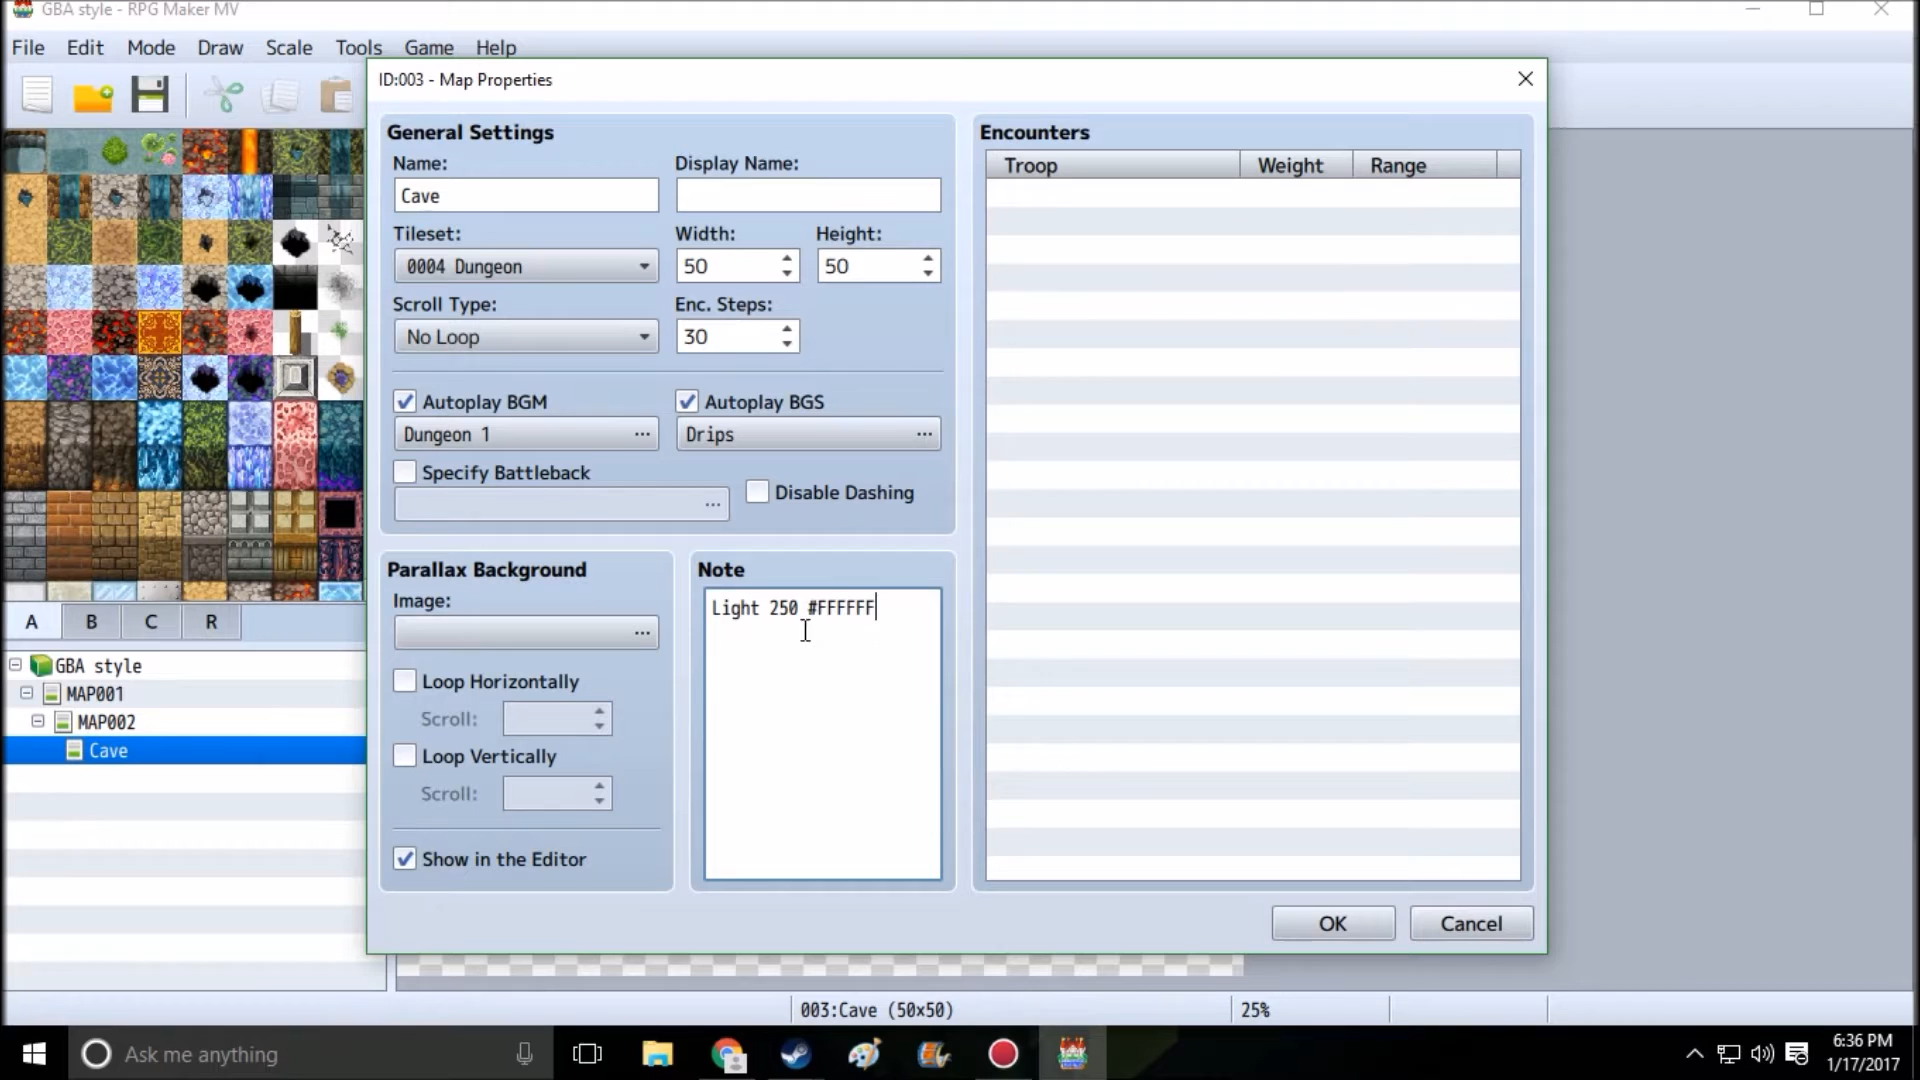 GBA style - RPG Maker MV
File Edit Mode Draw Scale Tools Game Help
ID:003 - Map Properties
General Settings
Name:
Display Name:
Cave
Tileset:
Width:
Height:
0004 Dungeon
50
50
Scroll Type:
Enc. Steps:
No Loop
30
Autoplay BGM
Autoplay BGS
Dungeon 1 ...
Drips ...
Specify Battleback
...
Disable Dashing
Parallax Background
Image:
...
Loop Horizontally
Scroll:
Loop Vertically
Scroll:
Show in the Editor
Note
Light 250 #FFFFFF
Encounters
Troop Weight Range
OK
Cancel
A B C R
GBA style
MAP001
MAP002
Cave
003:Cave (50x50)
25%
Ask me anything
6:36 PM
1/17/2017